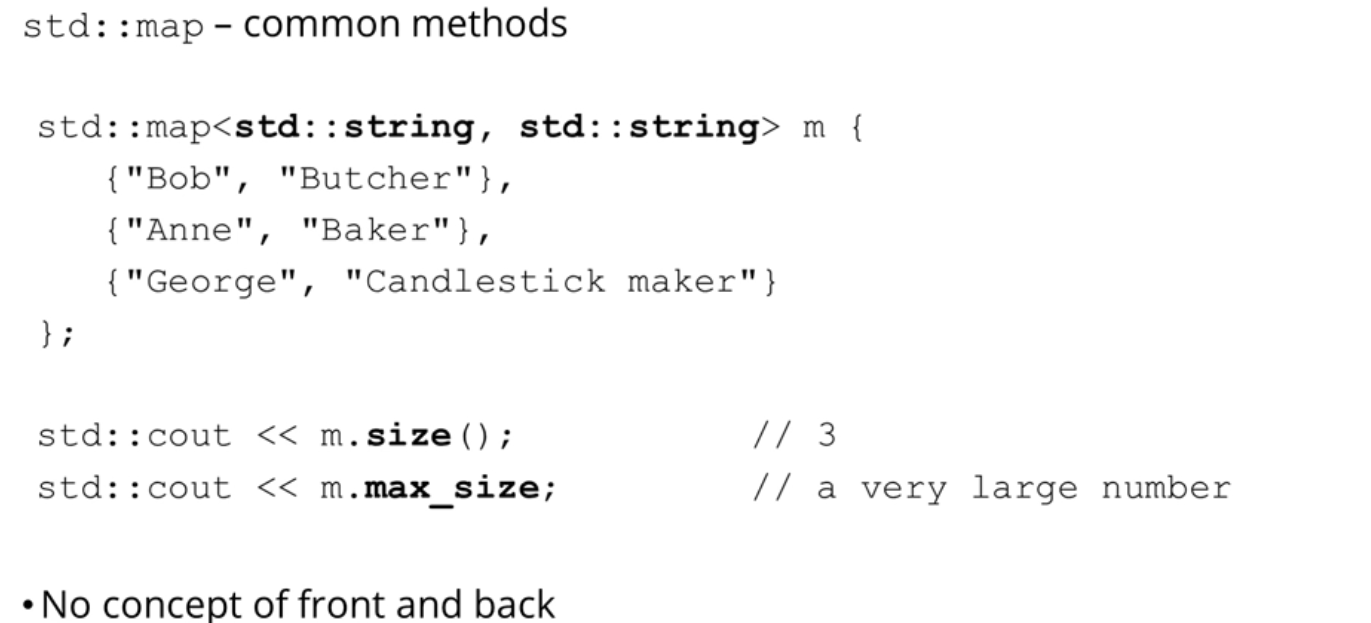 std::map – common methods
std::map<std::string, std::string> m {
{"Bob", "Butcher"},
{"Anne", "Baker"},
{"George", "Candlestick maker"}
};
std::cout << m.size(); // 3
std::cout << m.max_size; // a very large number
• No concept of front and back